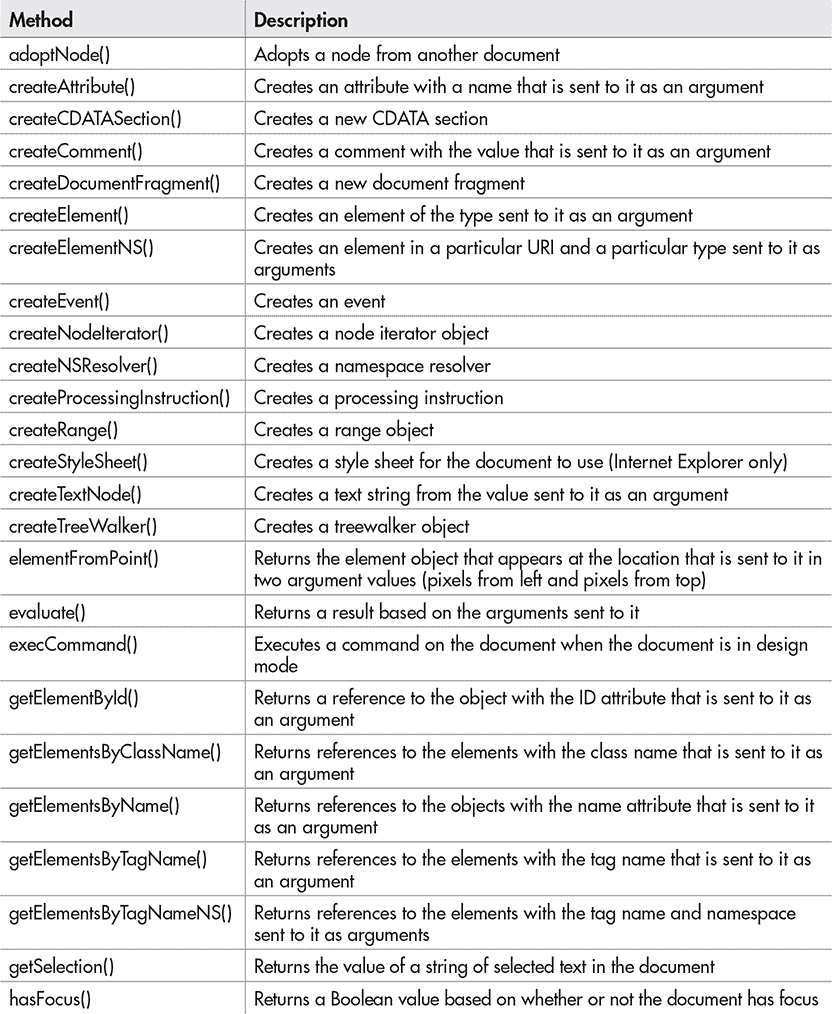 Method Description
adoptNode() Adopts a node from another document
createAttribute() Creates an attribute with a name that is sent to it as an argument
createCDATASection() Creates a new CDATA section
createComment() Creates a comment with the value that is sent to it as an argument
createDocumentFragment() Creates a new document fragment
createElement() Creates an element of the type sent to it as an argument
createElementNS() Creates an element in a particular URI and a particular type sent to it as
arguments
createEvent() Creates an event
createNodeIterator() Creates a node iterator object
createNSResolver() Creates a namespace resolver
createProcessingInstruction() Creates a processing instruction
createRange() Creates a range object
createStyleSheet() Creates a style sheet for the document to use (Internet Explorer only)
createTextNode() Creates a text string from the value sent to it as an argument
createTreeWalker() Creates a treewalker object
elementFromPoint() Returns the element object that appears at the location that is sent to it in
two argument values (pixels from left and pixels from top)
evaluate() Returns a result based on the arguments sent to it
execCommand() Executes a command on the document when the document is in design
mode
getElementById() Returns a reference to the object with the ID attribute that is sent to it as
an argument
getElementsByClassName() Returns references to the elements with the class name that is sent to it as
an argument
getElementsByName() Returns references to the objects with the name attribute that is sent to it
as an argument
getElementsByTagName() Returns references to the elements with the tag name that is sent to it as
an argument
getElementsByTagNameNS() Returns references to the elements with the tag name and namespace
sent to it as arguments
getSelection() Returns the value of a string of selected text in the document
hasFocus() Returns a Boolean value based on whether or not the document has focus